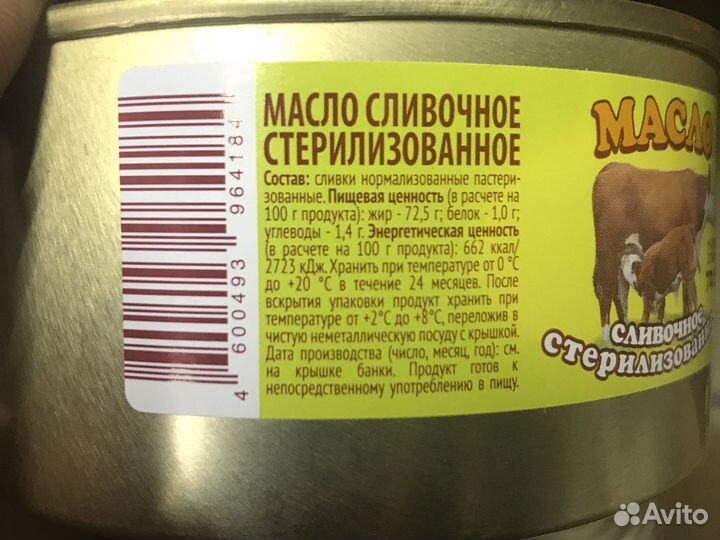 МАСЛО СЛИВОЧНОЕ
СТЕРИЛИЗОВАННОЕ
Состав: сливки нормализованные пастери-
зованные. Пищевая ценность (в расчете на
100 г продукта): жир - 72,5 г; белок - 1,0 г;
углеводы - 1,4 г. Энергетическая ценность
(в расчете на 100 г продукта): 662 ккал/
2723 кДж. Хранить при температуре от 0 °C
до +20 °C в течение 24 месяцев. После
вскрытия упаковки продукт хранить при
температуре от +2°C до +8°C, переложив в
чистую неметаллическую посуду с крышкой.
Дата производства (число, месяц, год): см.
на крышке банки. Продукт готов к
непосредственному употреблению в пищу.
4 600493 964184
МАСЛО
СЛИВОЧНОЕ
Avito